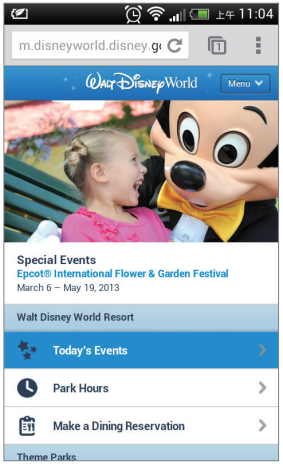 上午 11:04
m.disneyworld.disney.g
1
Walt Disney World
Menu
Special Events
Epcot® International Flower & Garden Festival
March 6 – May 19, 2013
Walt Disney World Resort
Today's Events
Park Hours
Make a Dining Reservation
Theme Parks